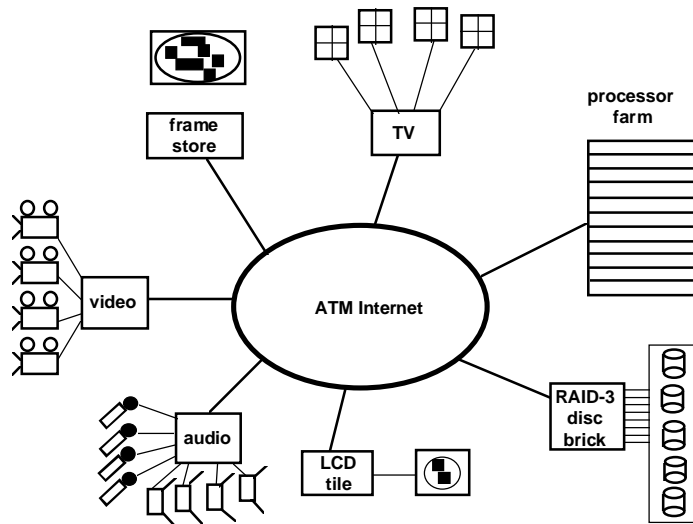 frame
store
TV
processor
farm
video
ATM Internet
audio
LCD
tile
RAID-3
disc
brick